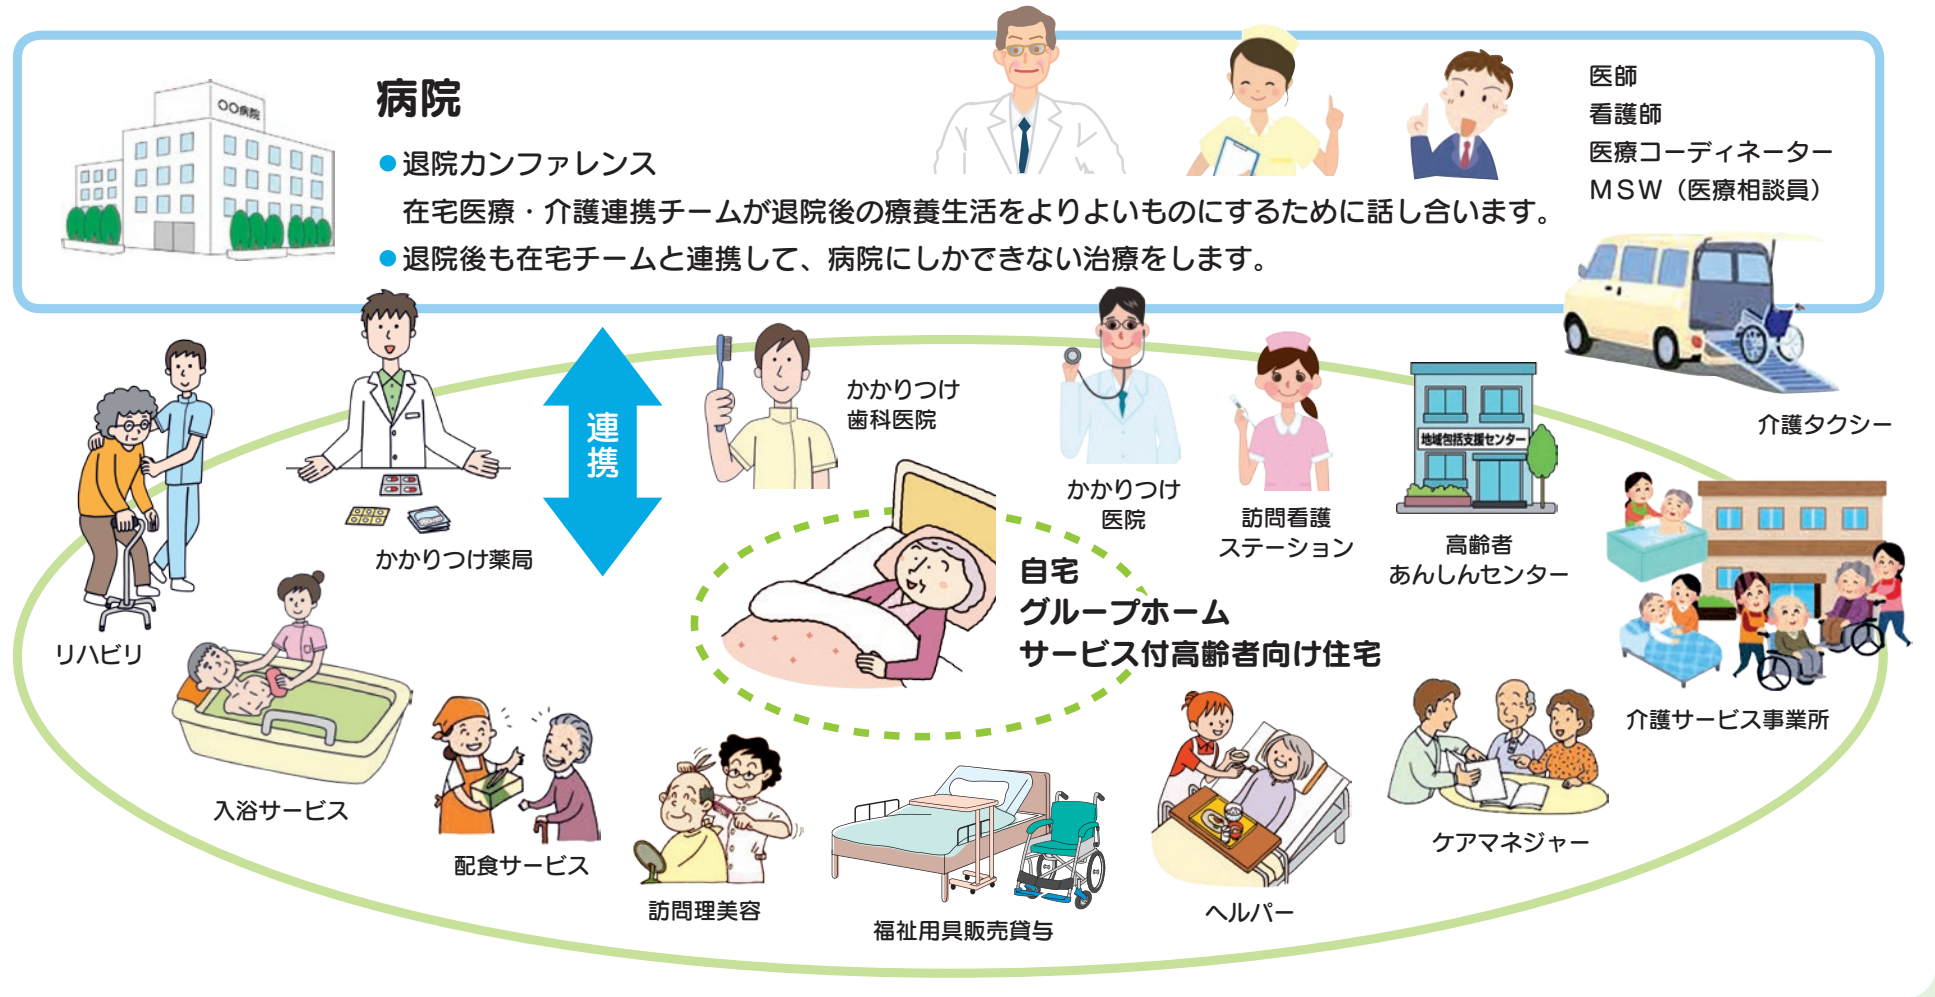 〇〇病院
病院
●退院カンファレンス
在宅医療・介護連携チームが退院後の療養生活をよりよいものにするために話し合います。
●退院後も在宅チームと連携して、病院にしかできない治療をします。
医師
看護師
医療コーディネーター
MSW（医療相談員）
介護タクシー
連携
かかりつけ
歯科医院
かかりつけ
医院
訪問看護
ステーション
地域包括支援センター
高齢者
あんしんセンター
かかりつけ薬局
リハビリ
自宅
グループホーム
サービス付高齢者向け住宅
介護サービス事業所
入浴サービス
配食サービス
訪問理美容
福祉用具販売貸与
ヘルパー
ケアマネジャー